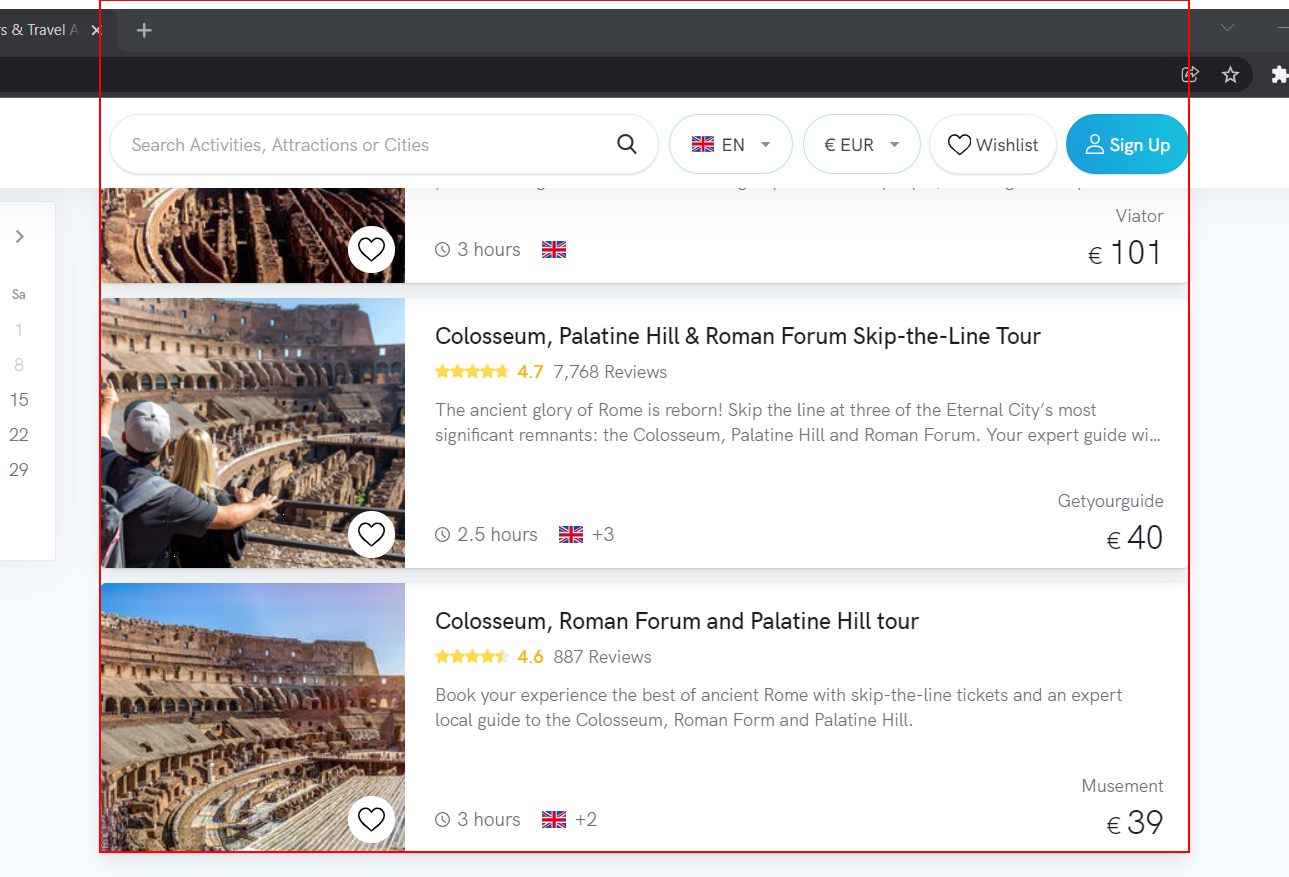 s & Travel A
Search Activities, Attractions or Cities
EN
€ EUR
Wishlist
Sign Up
Viator
3 hours
€ 101
Sa
1
8
15
22
29
Colosseum, Palatine Hill & Roman Forum Skip-the-Line Tour
4.7 7,768 Reviews
The ancient glory of Rome is reborn! Skip the line at three of the Eternal City’s most
significant remnants: the Colosseum, Palatine Hill and Roman Forum. Your expert guide wi...
Getyourguide
2.5 hours +3
€ 40
Colosseum, Roman Forum and Palatine Hill tour
4.6 887 Reviews
Book your experience the best of ancient Rome with skip-the-line tickets and an expert
local guide to the Colosseum, Roman Form and Palatine Hill.
Musement
3 hours +2
€ 39